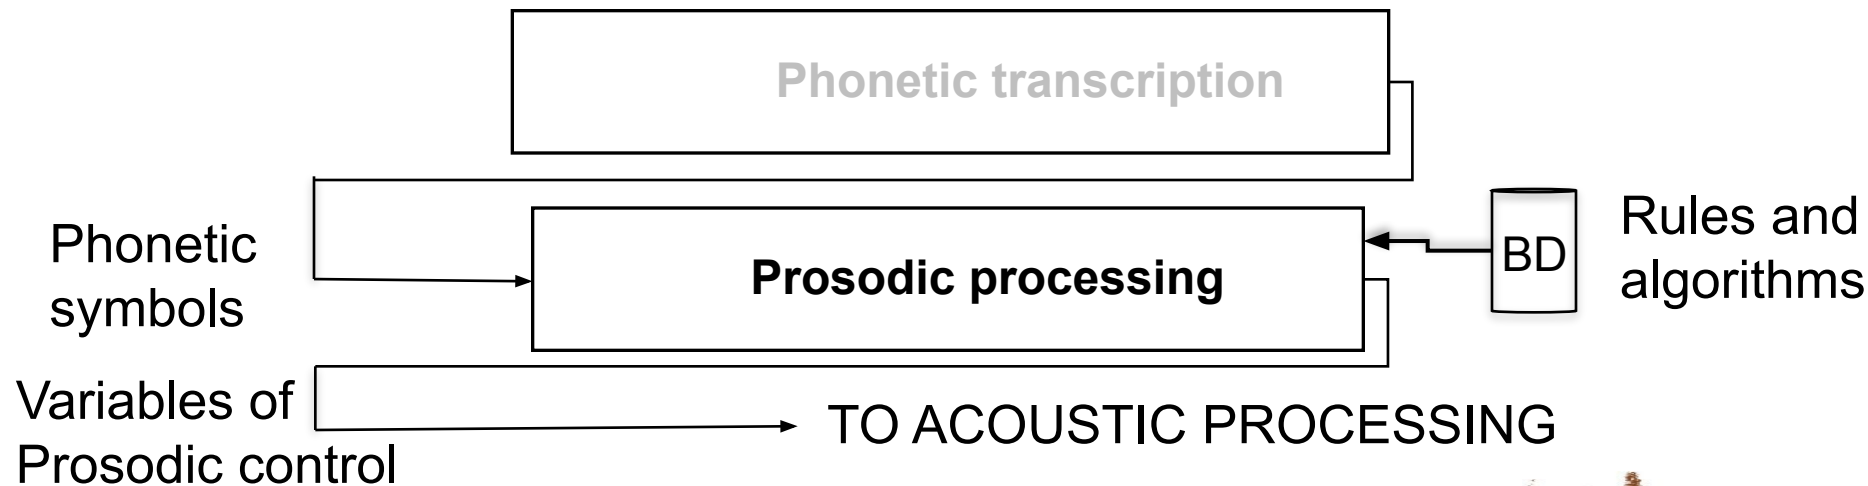 Phonetic transcription
Phonetic
symbols
Prosodic processing
BD
Rules and
algorithms
Variables of
Prosodic control
TO ACOUSTIC PROCESSING